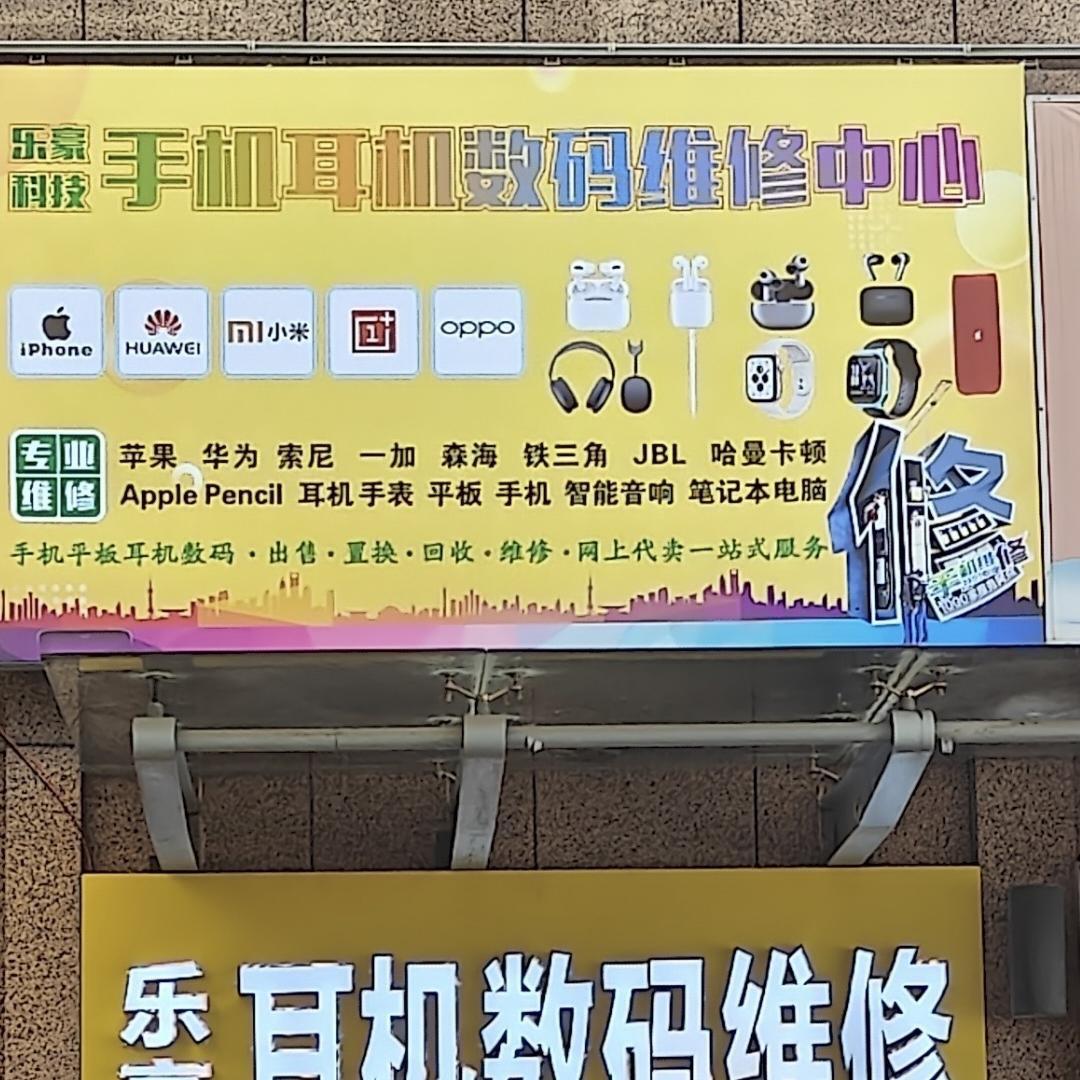 乐豪科技 手机耳机数码维修中心
iPhone HUAWEI 小米 OPPO
专业维修
苹果 华为 索尼 一加 森海 铁三角 JBL 哈曼卡顿
Apple Pencil 耳机手表 平板 手机 智能音响 笔记本电脑
手机平板耳机数码·出售·置换·回收·维修·网上代卖一站式服务
修
乐
耳机数码维修